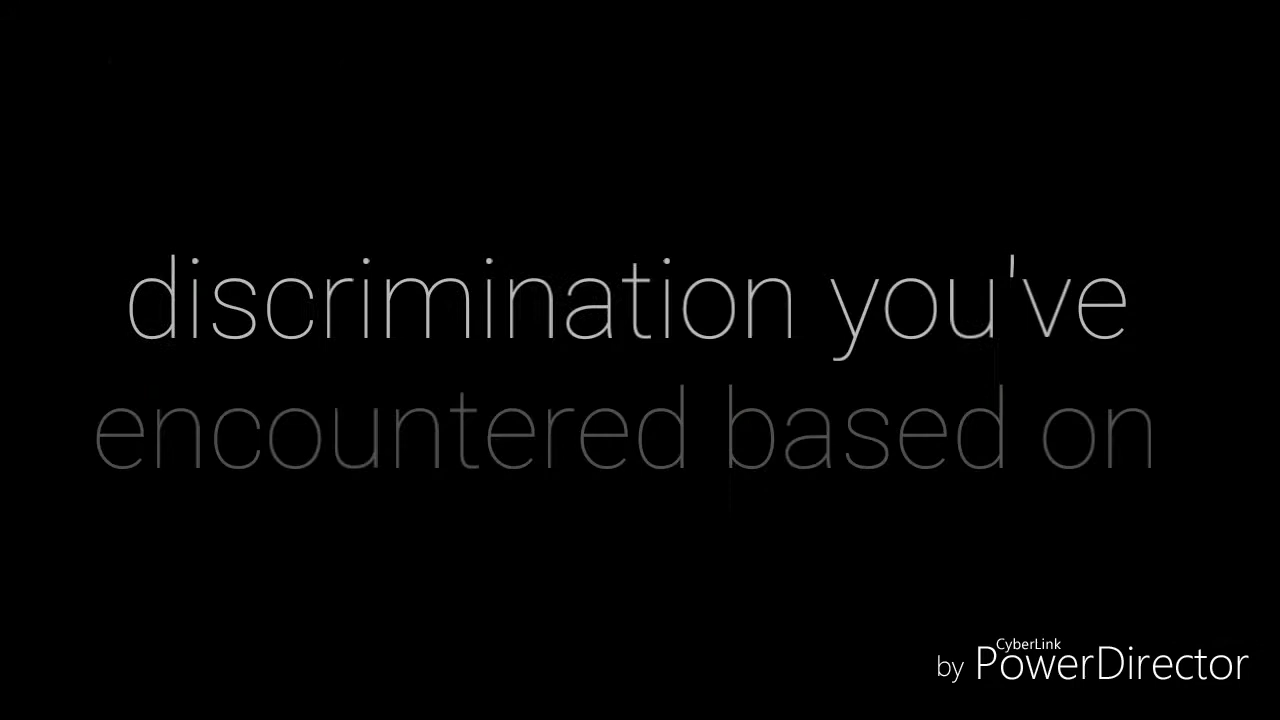 discrimination you've
encountered based on
by CyberLink PowerDirector